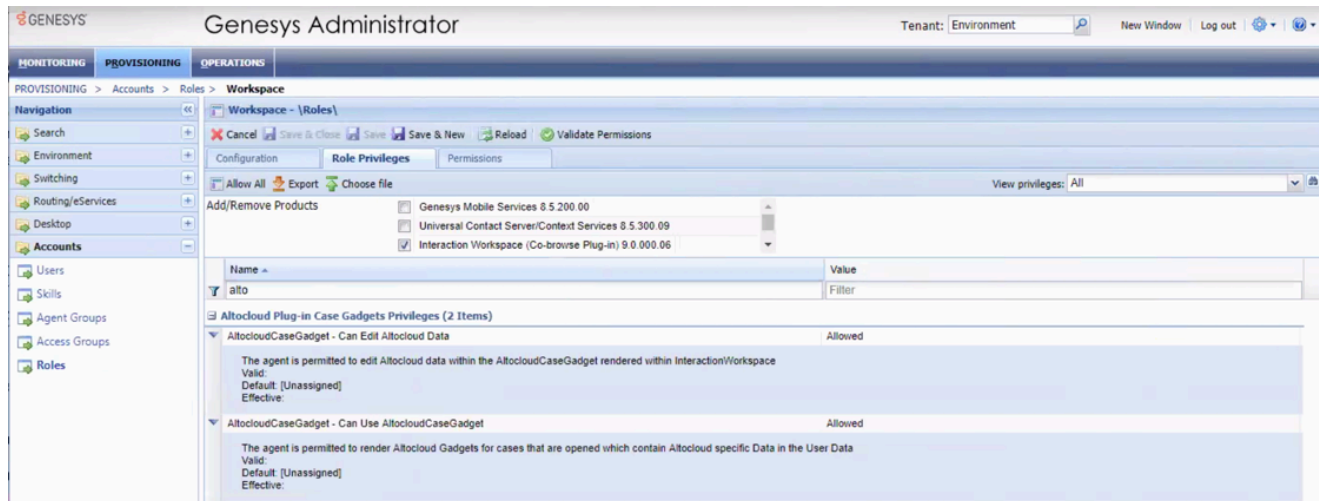 GENESYS
Genesys Administrator
Tenant: Environment
New Window Log out
MONITORING PROVISIONING OPERATIONS
PROVISIONING > Accounts > Roles > Workspace
Navigation
Workspace - \Roles\
Search
Cancel Save & Close Save Save & New Reload Validate Permissions
Environment
Configuration Role Privileges Permissions
Switching
Allow All Export Choose file View privileges: All
Routing/eServices
Add/Remove Products Genesys Mobile Services 8.5.200.00
Desktop
Universal Contact Server/Context Services 8.5.300.09
Accounts
Interaction Workspace (Co-browse Plug-in) 9.0.000.06
Users
Name Value
Skills
alto Filter
Agent Groups
Altocloud Plug-in Case Gadgets Privileges (2 Items)
Access Groups
AltocloudCaseGadget - Can Edit Altocloud Data Allowed
Roles
The agent is permitted to edit Altocloud data within the AltocloudCaseGadget rendered within InteractionWorkspace
Valid:
Default: [Unassigned]
Effective:
AltocloudCaseGadget - Can Use AltocloudCaseGadget Allowed
The agent is permitted to render Altocloud Gadgets for cases that are opened which contain Altocloud specific Data in the User Data
Valid:
Default: [Unassigned]
Effective: